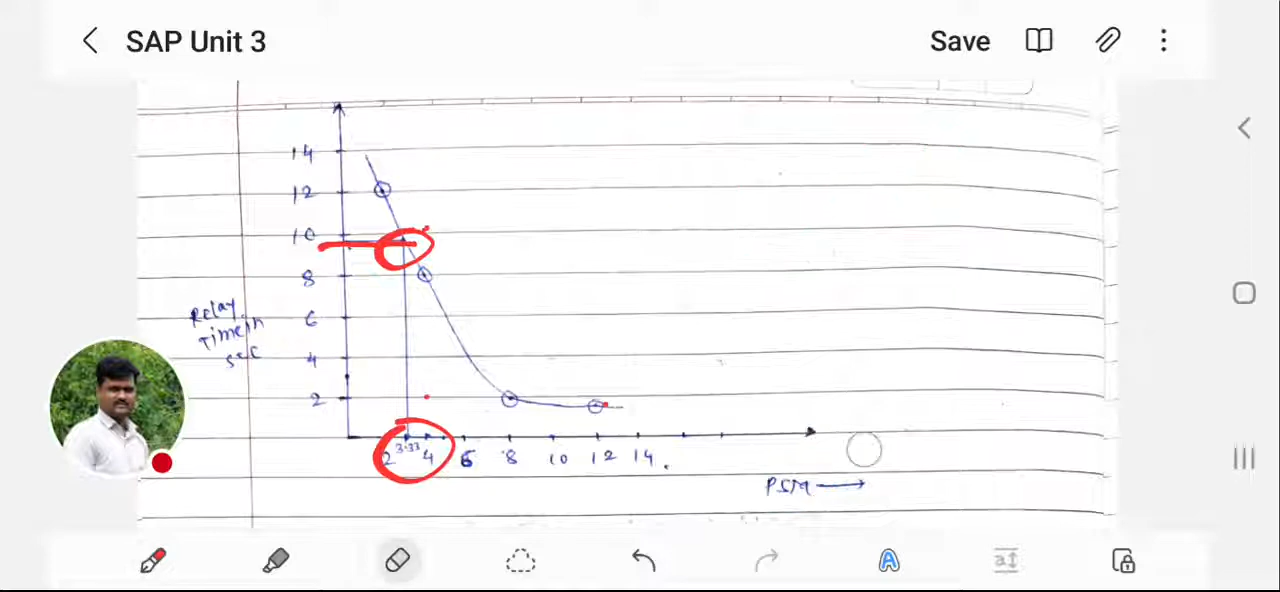 SAP Unit 3
Save
14
12
10
8
Relay
Time in
sec
6
4
2
2 3.33 4 6 8 10 12 14
PSM
A
a